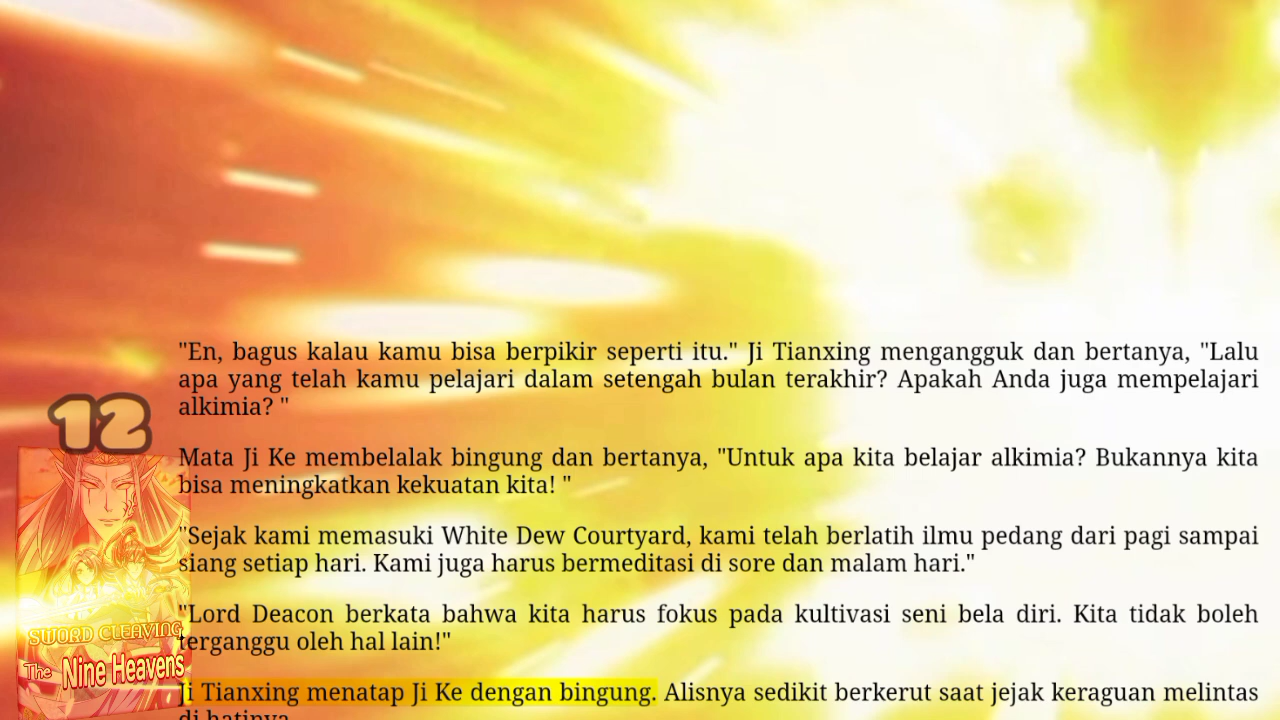 "En, bagus kalau kamu bisa berpikir seperti itu." Ji Tianxing mengangguk dan bertanya, "Lalu
apa yang telah kamu pelajari dalam setengah bulan terakhir? Apakah Anda juga mempelajari
alkimia? "
Mata Ji Ke membelalak bingung dan bertanya, "Untuk apa kita belajar alkimia? Bukannya kita
bisa meningkatkan kekuatan kita! "
"Sejak kami memasuki White Dew Courtyard, kami telah berlatih ilmu pedang dari pagi sampai
siang setiap hari. Kami juga harus bermeditasi di sore dan malam hari."
"Lord Deacon berkata bahwa kita harus fokus pada kultivasi seni bela diri. Kita tidak boleh
terganggu oleh hal lain!"
Ji Tianxing menatap Ji Ke dengan bingung. Alisnya sedikit berkerut saat jejak keraguan melintas
di hatinya.
12
SWORD CLEAVING
The Nine Heavens